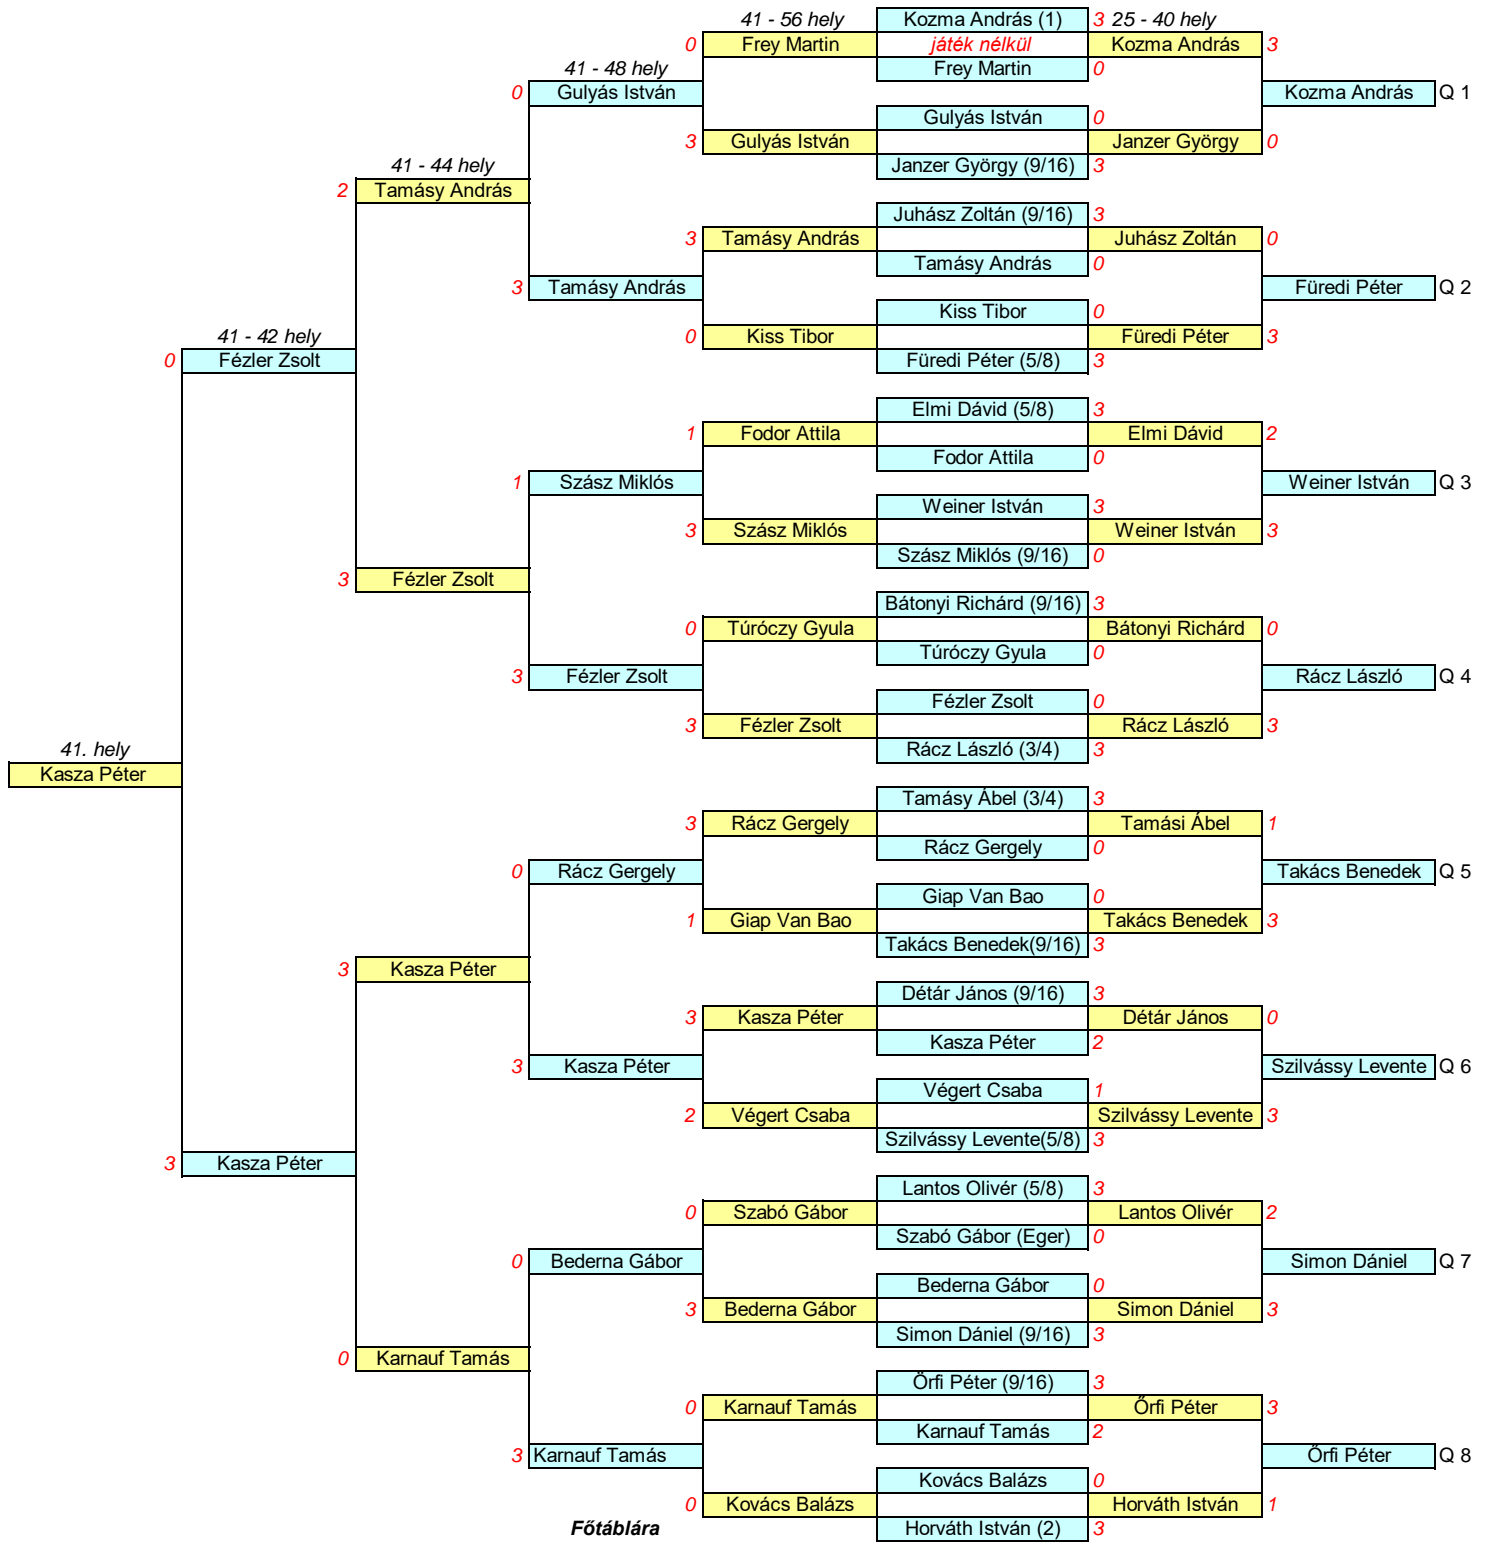 41 - 56 hely Kozma András (1) 3 25 - 40 hely
0 Frey Martin játék nélkül Kozma András 3
41 - 48 hely Frey Martin 0
0 Gulyás István Kozma András Q 1
Gulyás István 0
3 Gulyás István Janzer György 0
41 - 44 hely Janzer György (9/16) 3
2 Tamásy András
Juhász Zoltán (9/16) 3
3 Tamásy András Juhász Zoltán 0
Tamásy András 0
3 Tamásy András Füredi Péter Q 2
Kiss Tibor 0
41 - 42 hely 0 Kiss Tibor Füredi Péter 3
0 Fézler Zsolt Füredi Péter (5/8) 3
Elmi Dávid (5/8) 3
1 Fodor Attila Elmi Dávid 2
Fodor Attila 0
1 Szász Miklós Weiner István Q 3
Weiner István 3
3 Szász Miklós Weiner István 3
Szász Miklós (9/16) 0
3 Fézler Zsolt
Bátonyi Richárd (9/16) 3
0 Túróczy Gyula Bátonyi Richárd 0
Túróczy Gyula 0
3 Fézler Zsolt Rácz László Q 4
Fézler Zsolt 0
3 Fézler Zsolt Rácz László 3
41. hely Rácz László (3/4) 3
Kasza Péter
Tamásy Ábel (3/4) 3
3 Rácz Gergely Tamási Ábel 1
Rácz Gergely 0
0 Rácz Gergely Takács Benedek Q 5
Giap Van Bao 0
1 Giap Van Bao Takács Benedek 3
Takács Benedek(9/16) 3
3 Kasza Péter
Détár János (9/16) 3
3 Kasza Péter Détár János 0
Kasza Péter 2
3 Kasza Péter Szilvássy Levente Q 6
Végert Csaba 1
2 Végert Csaba Szilvássy Levente 3
Szilvássy Levente(5/8) 3
3 Kasza Péter
Lantos Olivér (5/8) 3
0 Szabó Gábor Lantos Olivér 2
Szabó Gábor (Eger) 0
0 Bederna Gábor Simon Dániel Q 7
Bederna Gábor 0
3 Bederna Gábor Simon Dániel 3
Simon Dániel (9/16) 3
0 Karnauf Tamás
Örfi Péter (9/16) 3
0 Karnauf Tamás Őrfi Péter 3
Karnauf Tamás 2
3 Karnauf Tamás Őrfi Péter Q 8
Kovács Balázs 0
0 Kovács Balázs Horváth István 1
Főtáblára Horváth István (2) 3